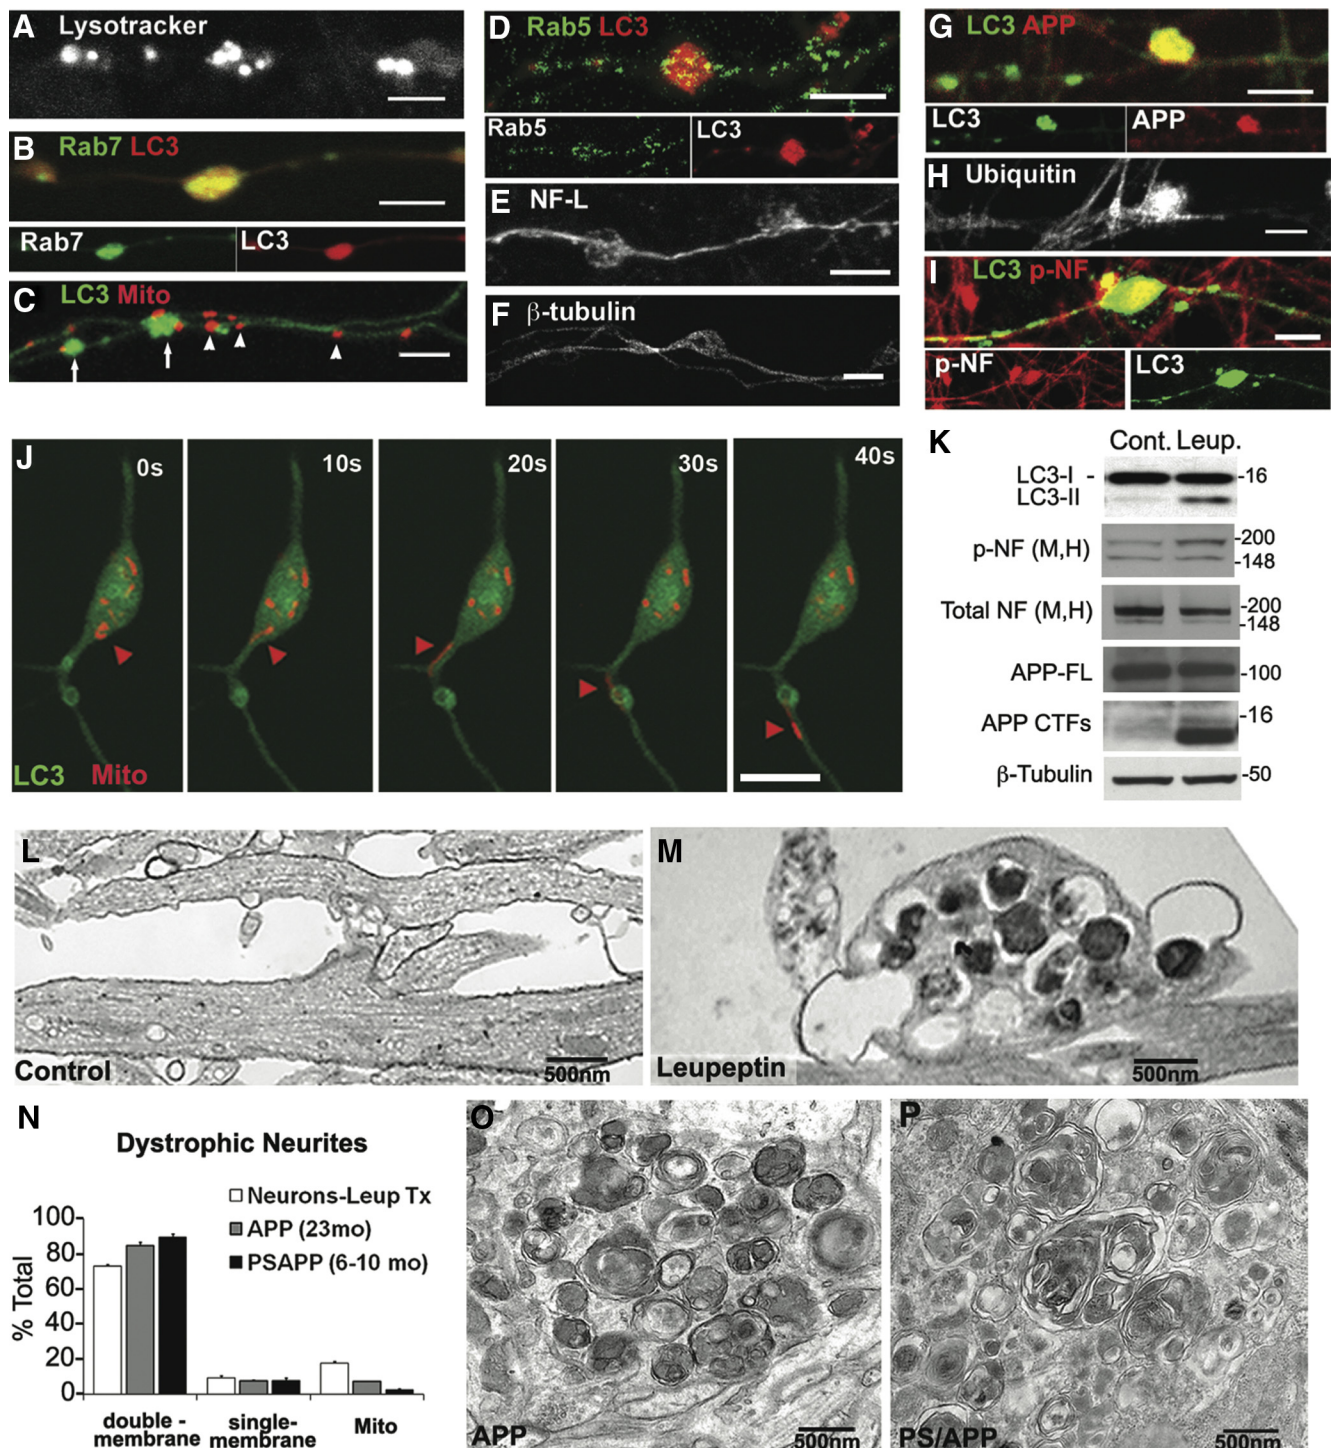 A Lysotracker
B Rab7 LC3
Rab7 LC3
C LC3 Mito
D Rab5 LC3
Rab5 LC3
E NF-L
F β-tubulin
G LC3 APP
LC3 APP
H Ubiquitin
I LC3 p-NF
p-NF LC3
J 0s 10s 20s 30s 40s
LC3 Mito
K Cont. Leup.
LC3-I - -16
LC3-II
p-NF (M,H) -200
-148
Total NF (M,H) -200
-148
APP-FL -100
APP CTFs -16
β-Tubulin -50
L
Control 500nm
M
Leupeptin 500nm
N
Dystrophic Neurites
Neurons-Leup Tx
APP (23mo)
PSAPP (6-10 mo)
% Total
100
80
60
40
20
0
double -
membrane
single-
membrane
Mito
O
APP 500nm
P
PS/APP 500nm